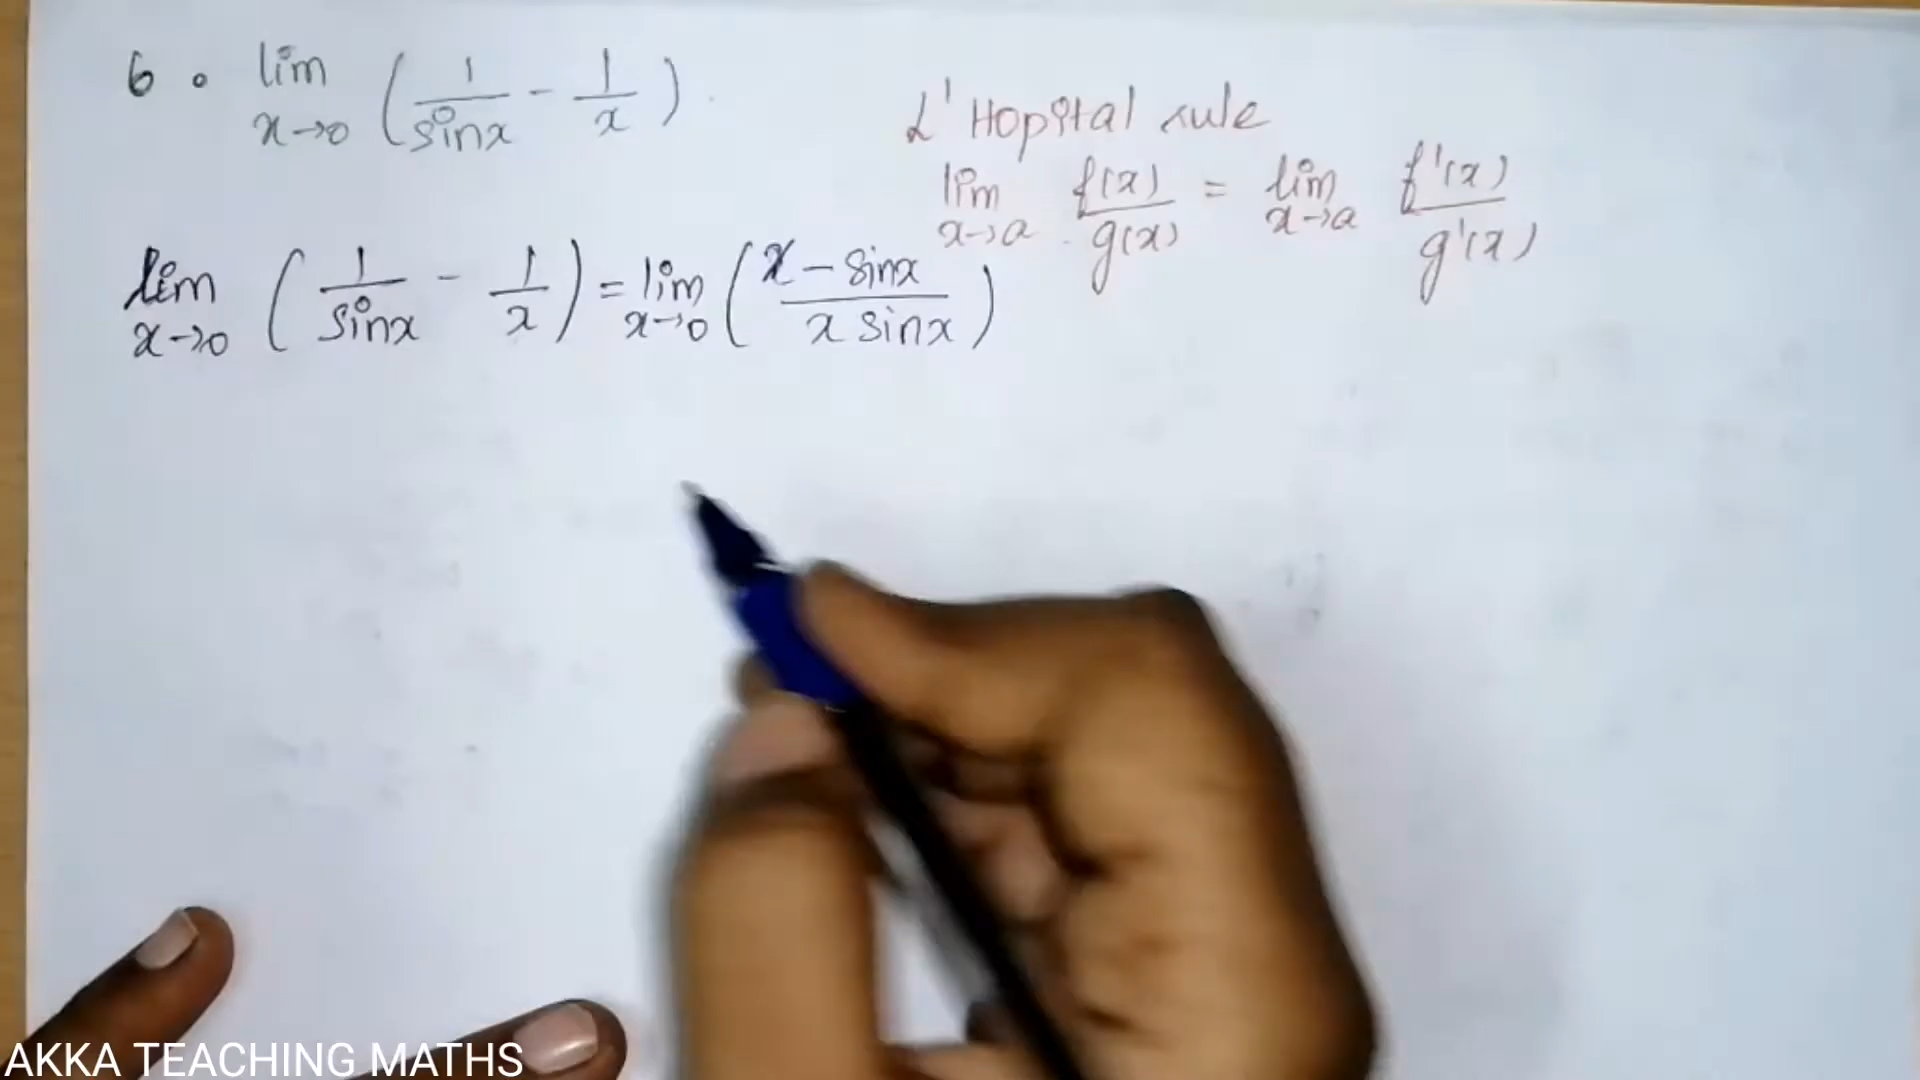 6. lim x→0 (1/sinx - 1/x).
L'Hopital rule
lim x→a f(x)/g(x) = lim x→a f'(x)/g'(x)
lim x→0 (1/sinx - 1/x) = lim x→0 (x - sinx / x sinx)
AKKA TEACHING MATHS